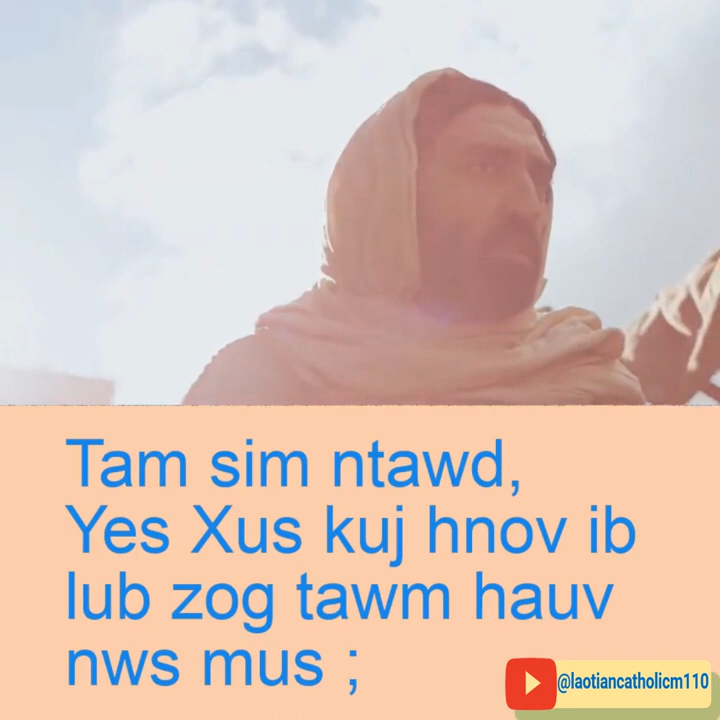 Tam sim ntawd,
Yes Xus kuj hnov ib
lub zog tawm hauv
nws mus ;
@laotiancatholicm110